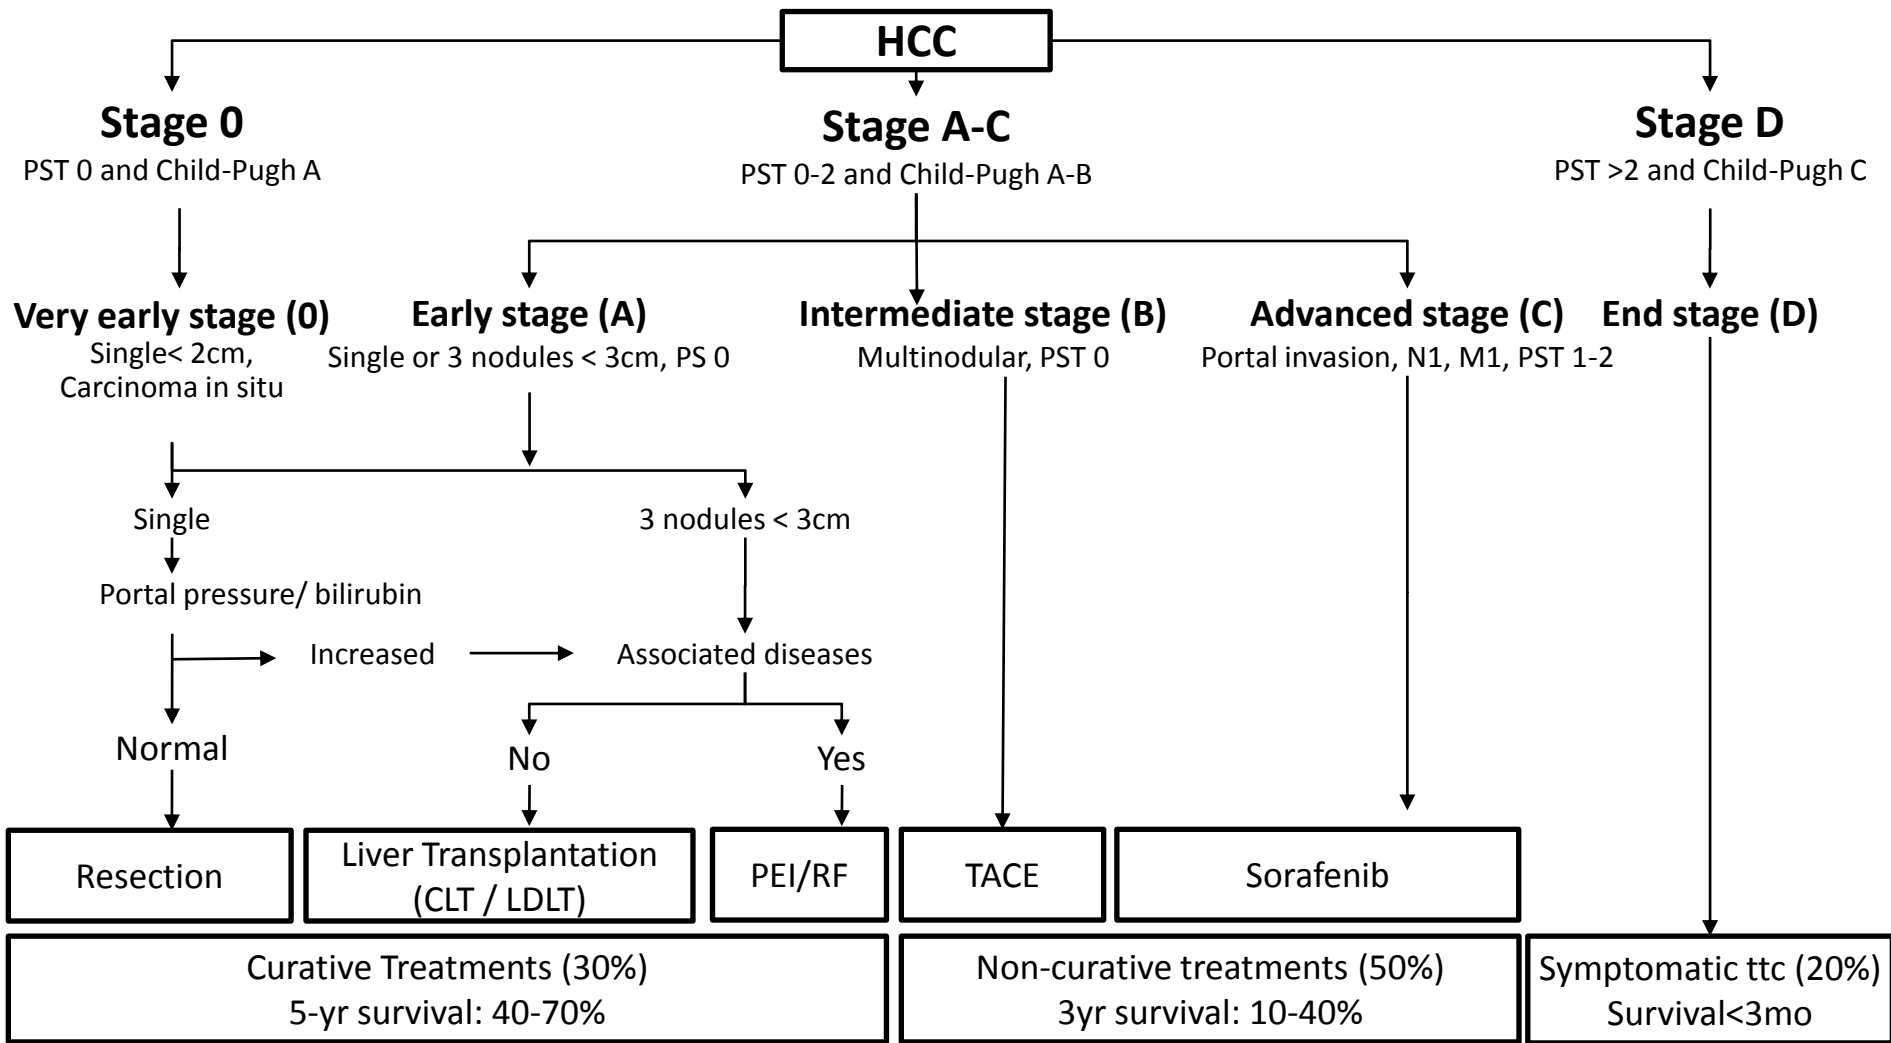 HCC
Stage 0
PST 0 and Child-Pugh A
Stage A-C
PST 0-2 and Child-Pugh A-B
Stage D
PST >2 and Child-Pugh C
Very early stage (0)
Single< 2cm,
Carcinoma in situ
Early stage (A)
Single or 3 nodules < 3cm, PS 0
Intermediate stage (B)
Multinodular, PST 0
Advanced stage (C)
Portal invasion, N1, M1, PST 1-2
End stage (D)
Single
3 nodules < 3cm
Portal pressure/ bilirubin
Increased
Associated diseases
Normal
No
Yes
Resection
Liver Transplantation
(CLT / LDLT)
PEI/RF
TACE
Sorafenib
Curative Treatments (30%)
5-yr survival: 40-70%
Non-curative treatments (50%)
3yr survival: 10-40%
Symptomatic ttc (20%)
Survival<3mo